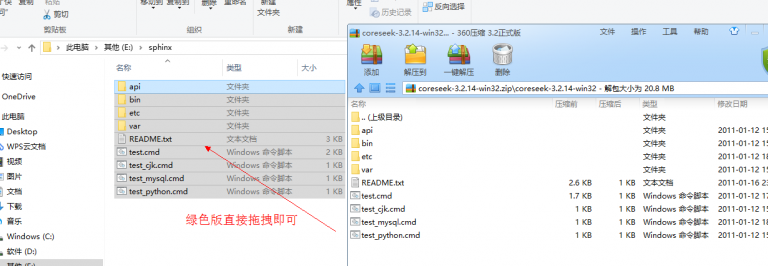 移动到 复制到 删除 重命名 新建
文件夹
剪切
剪贴板
组织
新建
属性
历史记录
反向选择
此电脑 > 其他 (E:) > sphinx
快速访问
OneDrive
此电脑
Desktop
WPS云文档
视频
图片
文档
下载
音乐
Windows (C:)
软件 (D:)
名称 类型 大小
api 文件夹
bin 文件夹
etc 文件夹
var 文件夹
README.txt 文本文档 3 KB
test.cmd Windows 命令脚本 2 KB
test_cjk.cmd Windows 命令脚本 1 KB
test_mysql.cmd Windows 命令脚本 1 KB
test_python.cmd Windows 命令脚本 1 KB
绿色版直接拖拽即可
coreseek-3.2.14-win32... - 360压缩 3.2正式版
文件 操作 工具 帮助
添加 解压到 一键解压 删除
coreseek-3.2.14-win32.zip\coreseek-3.2.14-win32 - 解包大小为 20.8 MB
名称 压缩前 压缩后 类型 修改日期
.. (上级目录) 文件夹
api 文件夹 2011-01-12 1
bin 文件夹 2011-01-12 1
etc 文件夹 2011-01-12 1
var 文件夹 2011-01-12 1
README.txt 2.6 KB 1 KB 文本文档 2011-01-16 2
test.cmd 1.7 KB 1 KB Windows 命令脚本 2011-01-12 1
test_cjk.cmd 1 KB 1 KB Windows 命令脚本 2011-01-12 1
test_mysql.cmd 1 KB 1 KB Windows 命令脚本 2011-01-12 1
test_python.cmd 1 KB 1 KB Windows 命令脚本 2011-01-12 1